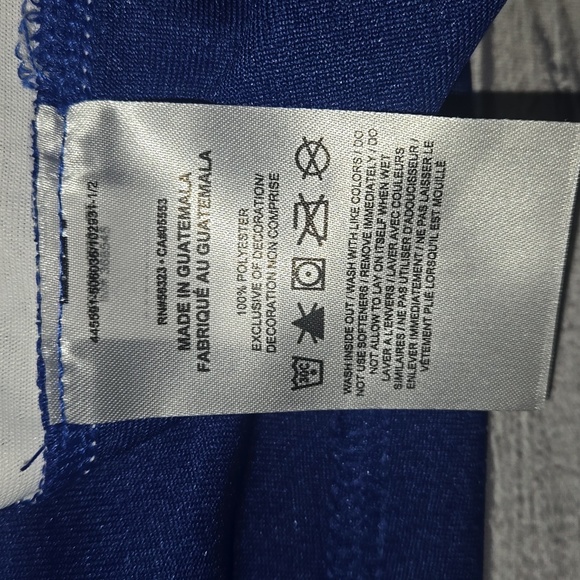 RN#56323 • CA#05553
MADE IN GUATEMALA
FABRIQUÉ AU GUATEMALA
100% POLYESTER
EXCLUSIVE OF DECORATION/
DECORATION NON COMPRISE
30C
WASH INSIDE OUT / WASH WITH LIKE COLORS / DO
NOT USE SOFTENERS / REMOVE IMMEDIATELY / DO
NOT ALLOW TO LAY ON ITSELF WHEN WET
LAVER A L'ENVERS / LAVER AVEC COULEURS
SIMILAIRES / NE PAS UTILISER D'ADOUCISSEUR /
ENLEVER IMMÉDIATEMENT / NE PAS LAISSER LE
VÊTEMENT PLIÉ LORSQU'IL EST MOUILLÉ